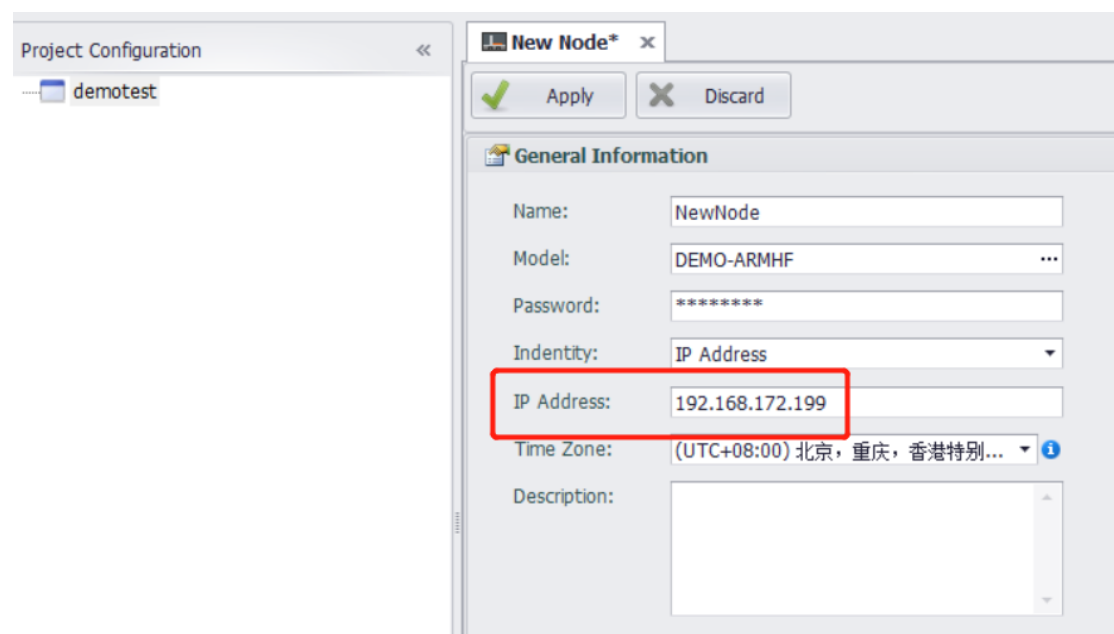 Project Configuration «
demotest
New Node* x
Apply Discard
General Information
Name: NewNode
Model: DEMO-ARMHF ...
Password: ********
Indentity: IP Address
IP Address: 192.168.172.199
Time Zone: (UTC+08:00) 北京，重庆，香港特别...
Description: